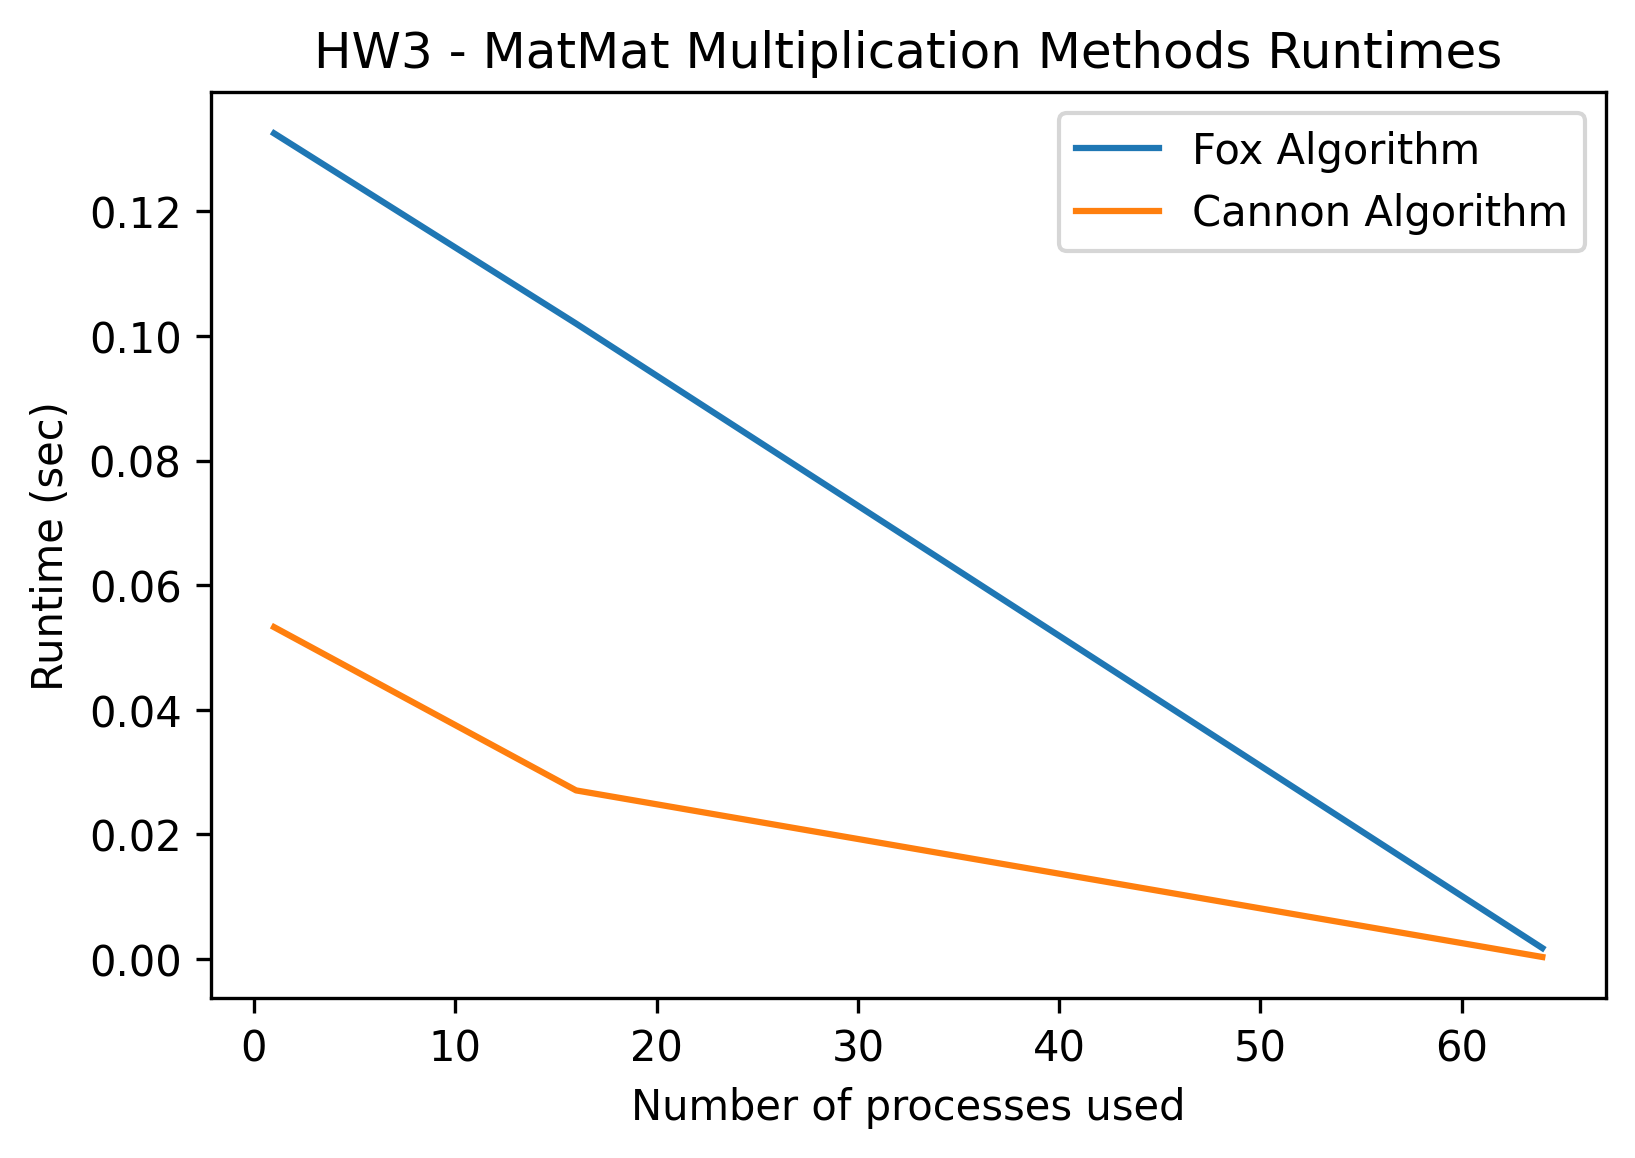 HW3 - MatMat Multiplication Methods Runtimes
Fox Algorithm
Cannon Algorithm
0.12
0.10
0.08
0.06
0.04
0.02
0.00
Runtime (sec)
0 10 20 30 40 50 60
Number of processes used